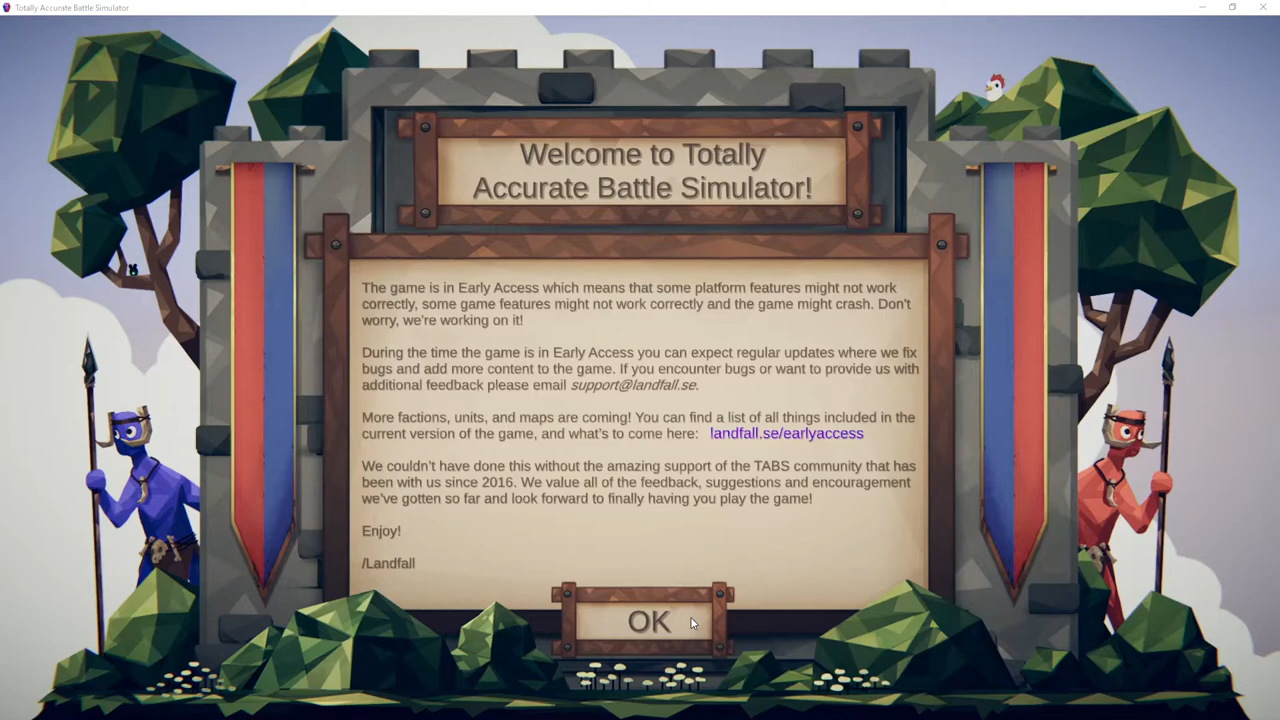 Totally Accurate Battle Simulator
Welcome to Totally
Accurate Battle Simulator!
The game is in Early Access which means that some platform features might not work
correctly, some game features might not work correctly and the game might crash. Don't
worry, we're working on it!
During the time the game is in Early Access you can expect regular updates where we fix
bugs and add more content to the game. If you encounter bugs or want to provide us with
additional feedback please email support@landfall.se.
More factions, units, and maps are coming! You can find a list of all things included in the
current version of the game, and what's to come here: landfall.se/earlyaccess
We couldn't have done this without the amazing support of the TABS community that has
been with us since 2016. We value all of the feedback, suggestions and encouragement
we've gotten so far and look forward to finally having you play the game!
Enjoy!
/Landfall
OK